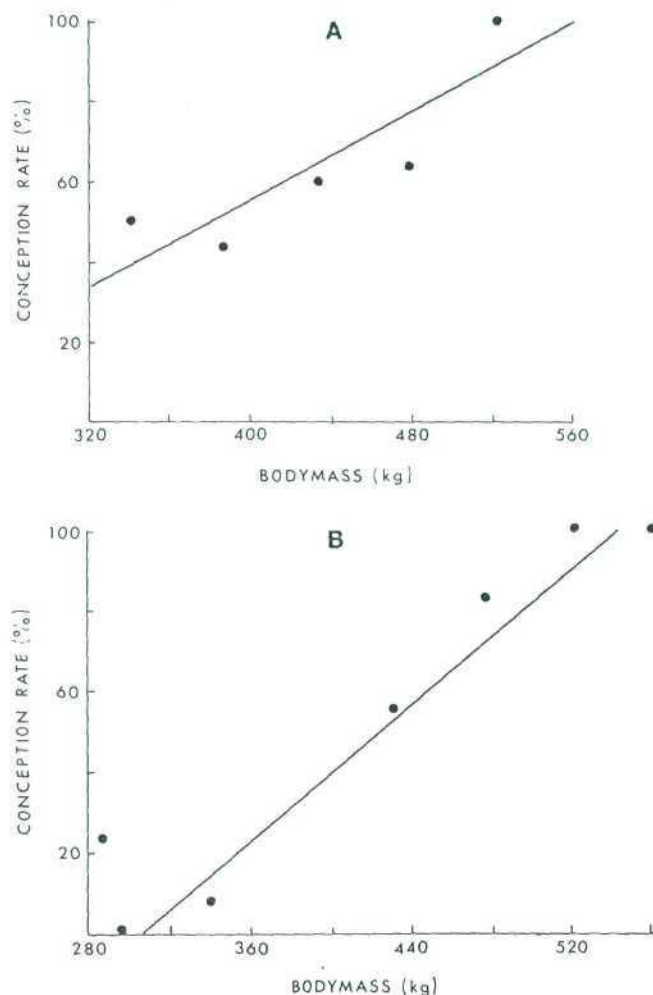 A
100
60
20
CONCEPTION RATE (%)
320 400 480 560
BODYMASS (kg)
B
100
60
20
CONCEPTION RATE (%)
280 360 440 520
BODYMASS (kg)